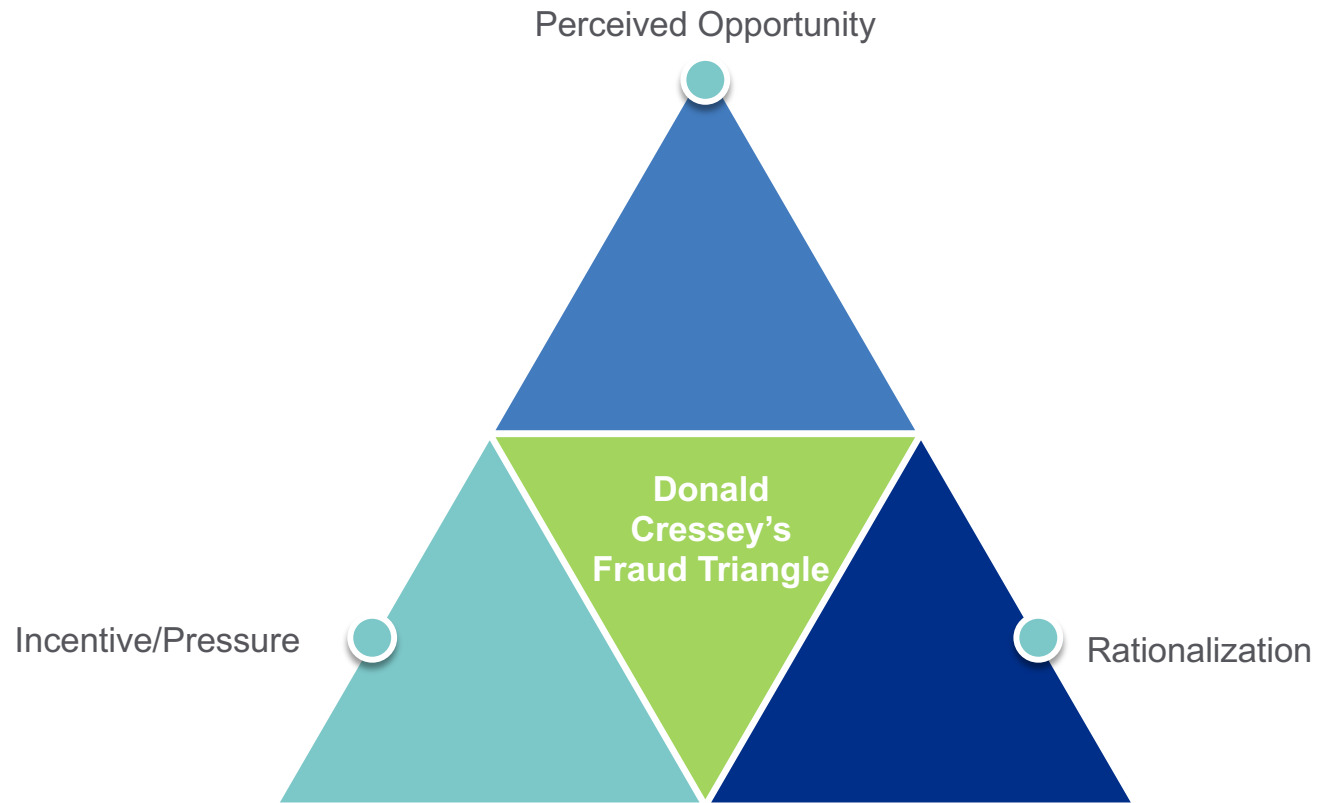 Perceived Opportunity
Donald
Cressey’s
Fraud Triangle
Incentive/Pressure
Rationalization